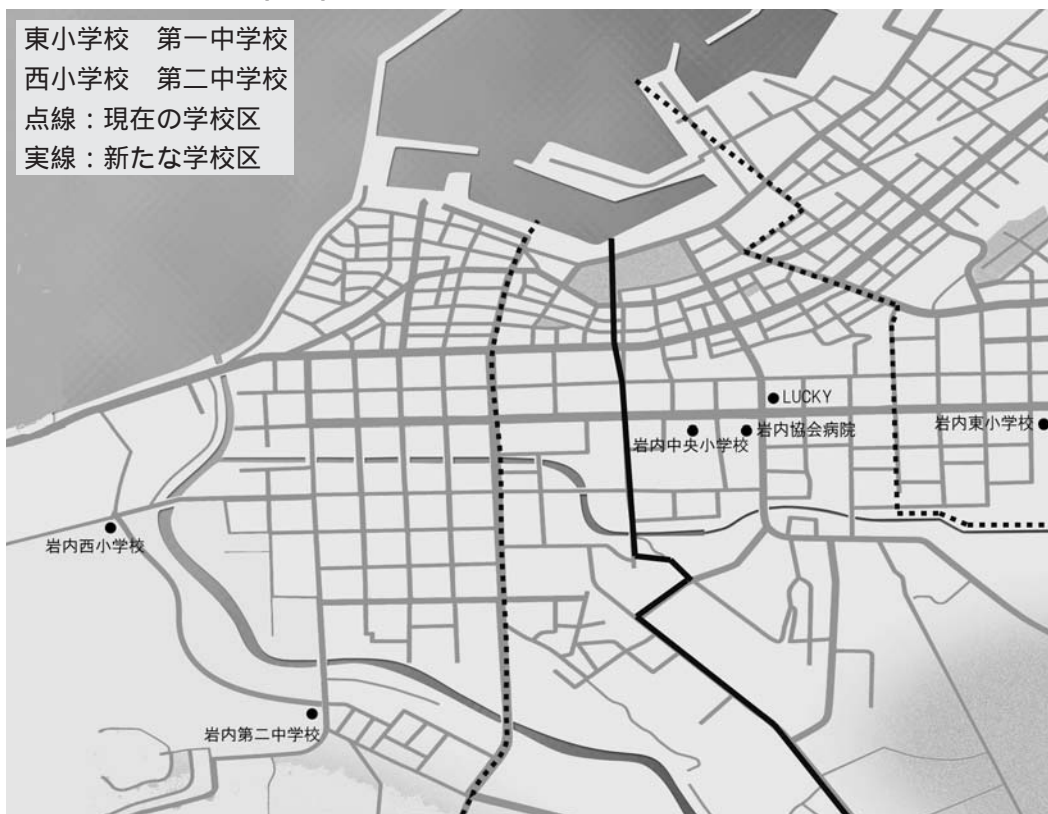 東小学校　第一中学校
西小学校　第二中学校
点線：現在の学校区
実線：新たな学校区
LUCKY
岩内中央小学校
岩内協会病院
岩内東小学校
岩内西小学校
岩内第二中学校